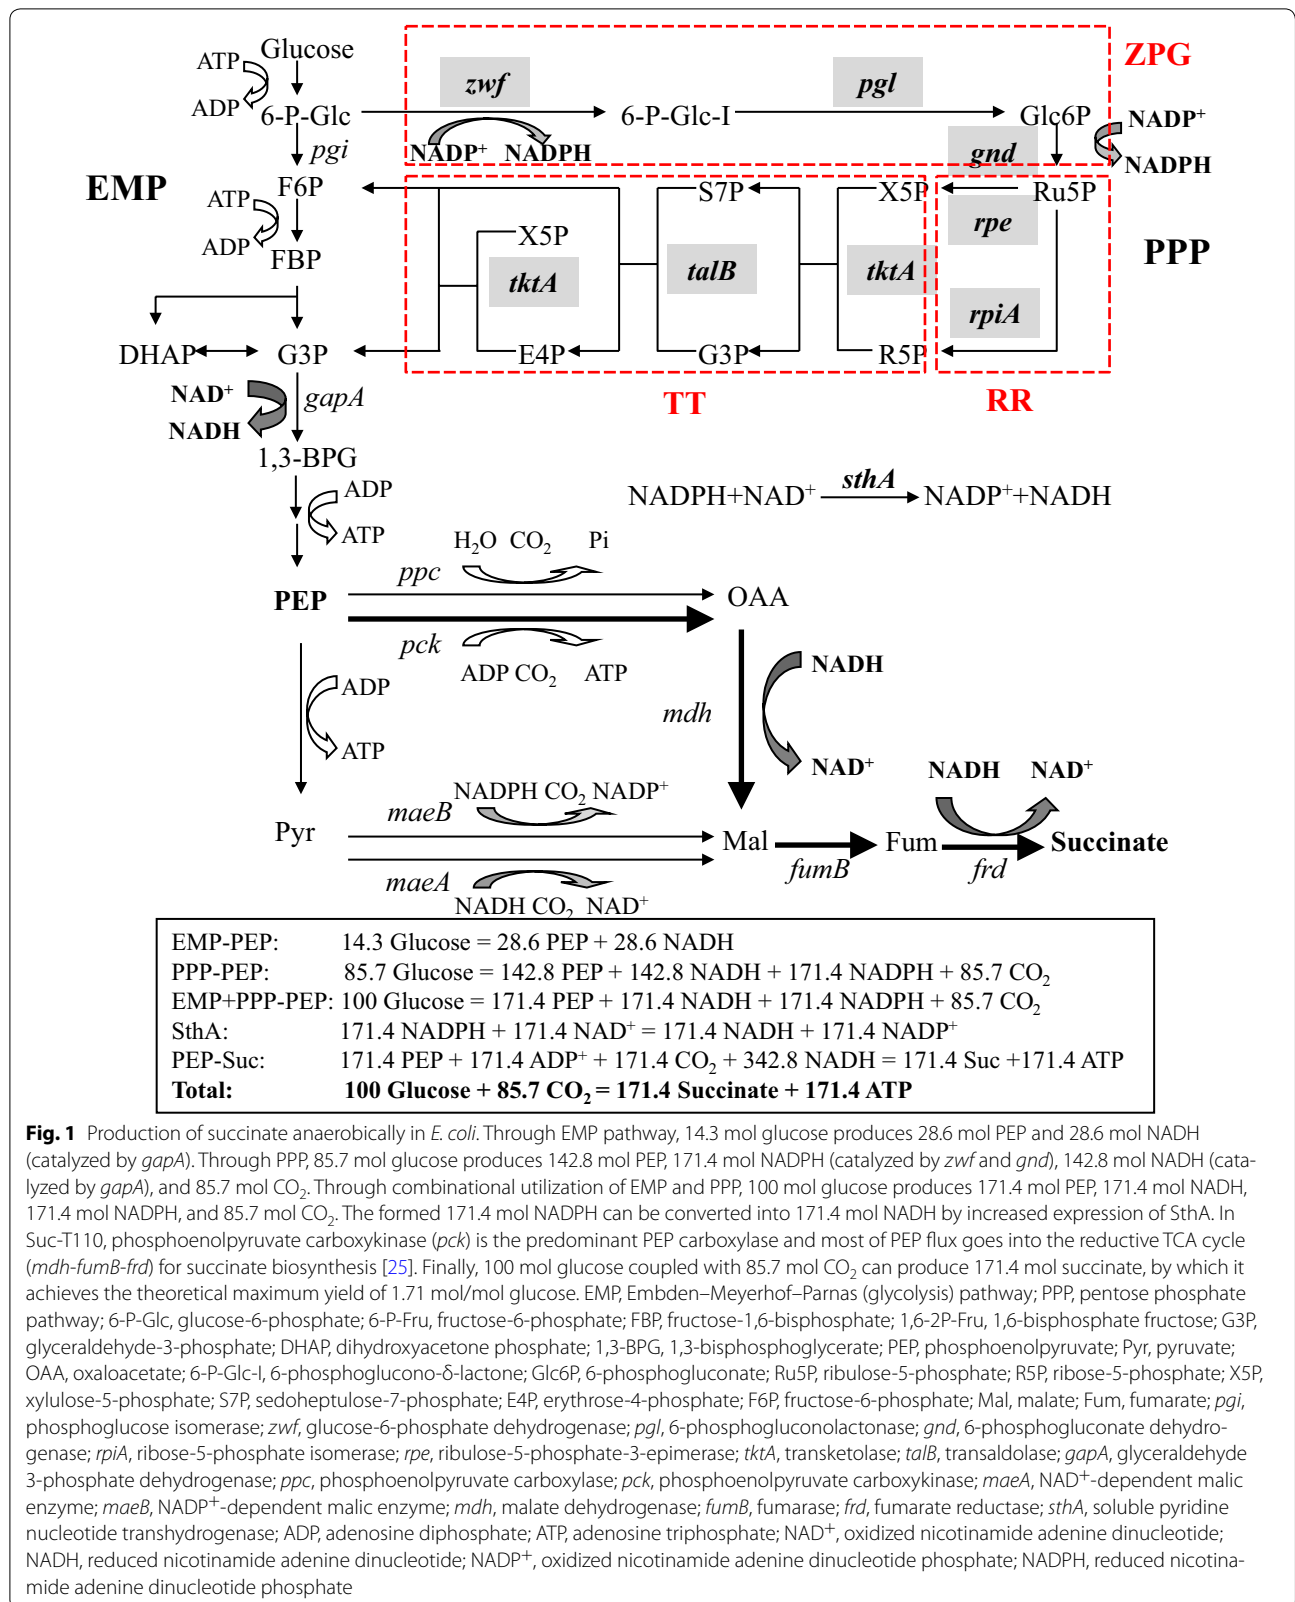 Glucose
ZPG
ATP
ADP
zwf
pgl
6-P-Glc
6-P-Glc-I
Glc6P
NADP⁺
NADPH
pgi
NADP⁺ NADPH
gnd
EMP
F6P
S7P
X5P
Ru5P
ATP
ADP
X5P
rpe
PPP
FBP
tktA
talB
tktA
rpiA
DHAP
G3P
E4P
G3P
R5P
TT
RR
NAD⁺
NADH
gapA
1,3-BPG
ADP
ATP
NADPH+NAD⁺ sthA NADP⁺+NADH
H₂O CO₂ Pi
ppc
PEP
OAA
pck
ADP CO₂ ATP
NADH
ADP
ATP
mdh
NAD⁺
NADH NAD⁺
NADPH CO₂ NADP⁺
maeB
Pyr
Mal
Fum
Succinate
fumB
frd
maeA
NADH CO₂ NAD⁺
EMP-PEP: 14.3 Glucose = 28.6 PEP + 28.6 NADH
PPP-PEP: 85.7 Glucose = 142.8 PEP + 142.8 NADH + 171.4 NADPH + 85.7 CO₂
EMP+PPP-PEP: 100 Glucose = 171.4 PEP + 171.4 NADH + 171.4 NADPH + 85.7 CO₂
SthA: 171.4 NADPH + 171.4 NAD⁺ = 171.4 NADH + 171.4 NADP⁺
PEP-Suc: 171.4 PEP + 171.4 ADP⁺ + 171.4 CO₂ + 342.8 NADH = 171.4 Suc +171.4 ATP
Total: 100 Glucose + 85.7 CO₂ = 171.4 Succinate + 171.4 ATP
Fig. 1 Production of succinate anaerobically in E. coli. Through EMP pathway, 14.3 mol glucose produces 28.6 mol PEP and 28.6 mol NADH
(catalyzed by gapA). Through PPP, 85.7 mol glucose produces 142.8 mol PEP, 171.4 mol NADPH (catalyzed by zwf and gnd), 142.8 mol NADH (cata-
lyzed by gapA), and 85.7 mol CO₂. Through combinational utilization of EMP and PPP, 100 mol glucose produces 171.4 mol PEP, 171.4 mol NADH,
171.4 mol NADPH, and 85.7 mol CO₂. The formed 171.4 mol NADPH can be converted into 171.4 mol NADH by increased expression of SthA. In
Suc-T110, phosphoenolpyruvate carboxykinase (pck) is the predominant PEP carboxylase and most of PEP flux goes into the reductive TCA cycle
(mdh-fumB-frd) for succinate biosynthesis [25]. Finally, 100 mol glucose coupled with 85.7 mol CO₂ can produce 171.4 mol succinate, by which it
achieves the theoretical maximum yield of 1.71 mol/mol glucose. EMP, Embden–Meyerhof–Parnas (glycolysis) pathway; PPP, pentose phosphate
pathway; 6-P-Glc, glucose-6-phosphate; 6-P-Fru, fructose-6-phosphate; FBP, fructose-1,6-bisphosphate; 1,6-2P-Fru, 1,6-bisphosphate fructose; G3P,
glyceraldehyde-3-phosphate; DHAP, dihydroxyacetone phosphate; 1,3-BPG, 1,3-bisphosphoglycerate; PEP, phosphoenolpyruvate; Pyr, pyruvate;
OAA, oxaloacetate; 6-P-Glc-I, 6-phosphoglucono-δ-lactone; Glc6P, 6-phosphogluconate; Ru5P, ribulose-5-phosphate; R5P, ribose-5-phosphate; X5P,
xylulose-5-phosphate; S7P, sedoheptulose-7-phosphate; E4P, erythrose-4-phosphate; F6P, fructose-6-phosphate; Mal, malate; Fum, fumarate; pgi,
phosphoglucose isomerase; zwf, glucose-6-phosphate dehydrogenase; pgl, 6-phosphogluconolactonase; gnd, 6-phosphogluconate dehydro-
genase; rpiA, ribose-5-phosphate isomerase; rpe, ribulose-5-phosphate-3-epimerase; tktA, transketolase; talB, transaldolase; gapA, glyceraldehyde
3-phosphate dehydrogenase; ppc, phosphoenolpyruvate carboxylase; pck, phosphoenolpyruvate carboxykinase; maeA, NAD⁺-dependent malic
enzyme; maeB, NADP⁺-dependent malic enzyme; mdh, malate dehydrogenase; fumB, fumarase; frd, fumarate reductase; sthA, soluble pyridine
nucleotide transhydrogenase; ADP, adenosine diphosphate; ATP, adenosine triphosphate; NAD⁺, oxidized nicotinamide adenine dinucleotide;
NADH, reduced nicotinamide adenine dinucleotide; NADP⁺, oxidized nicotinamide adenine dinucleotide phosphate; NADPH, reduced nicotina-
mide adenine dinucleotide phosphate